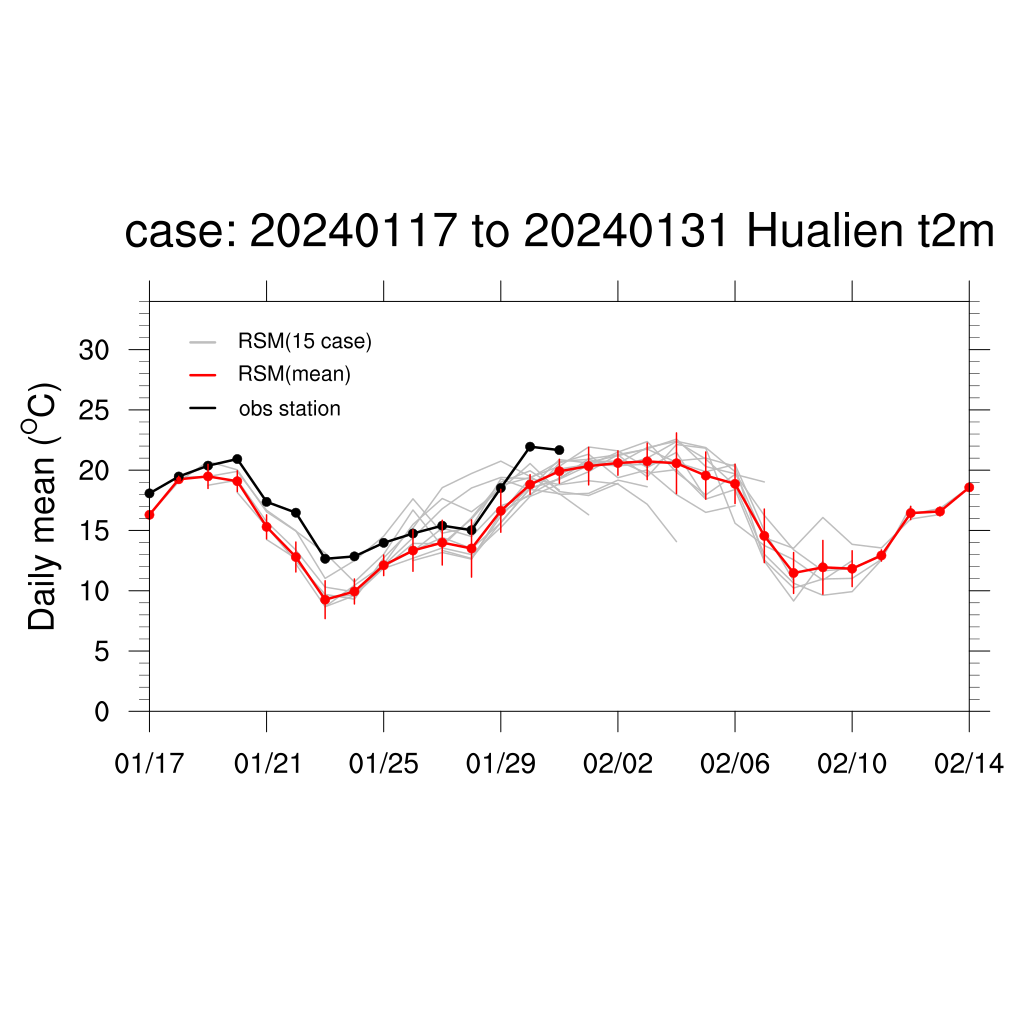 case: 20240117 to 20240131 Hualien t2m
RSM(15 case)
RSM(mean)
obs station
Daily mean (°C)
30
25
20
15
10
5
0
01/17 01/21 01/25 01/29 02/02 02/06 02/10 02/14